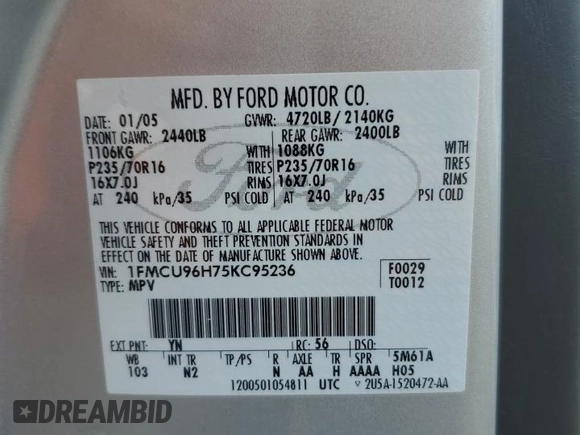 MFD. BY FORD MOTOR CO.
DATE: 01/05 GVWR: 4720LB/ 2140KG
FRONT GAWR: 2440LB REAR GAWR: 2400LB
1106KG WITH 1088KG WITH
P235/70R16 TIRES P235/70R16 TIRES
16X7.0J RIMS 16X7.0J RIMS
AT 240 kPa/35 PSI COLD AT 240 kPa/35 PSI COLD
Ford
THIS VEHICLE CONFORMS TO ALL APPLICABLE FEDERAL MOTOR
VEHICLE SAFETY AND THEFT PREVENTION STANDARDS IN
EFFECT ON THE DATE OF MANUFACTURE SHOWN ABOVE.
VIN: 1FMCU96H75KC95236 F0029
TYPE: MPV T0012
EXT PNT: YN RC: 56 DSO:
WB INT TR TP/PS R AXLE TR SPR 5M61A
103 N2 N AA H AAAA H05
1200501054811 UTC 2U5A-1520472-AA
DREAMBID